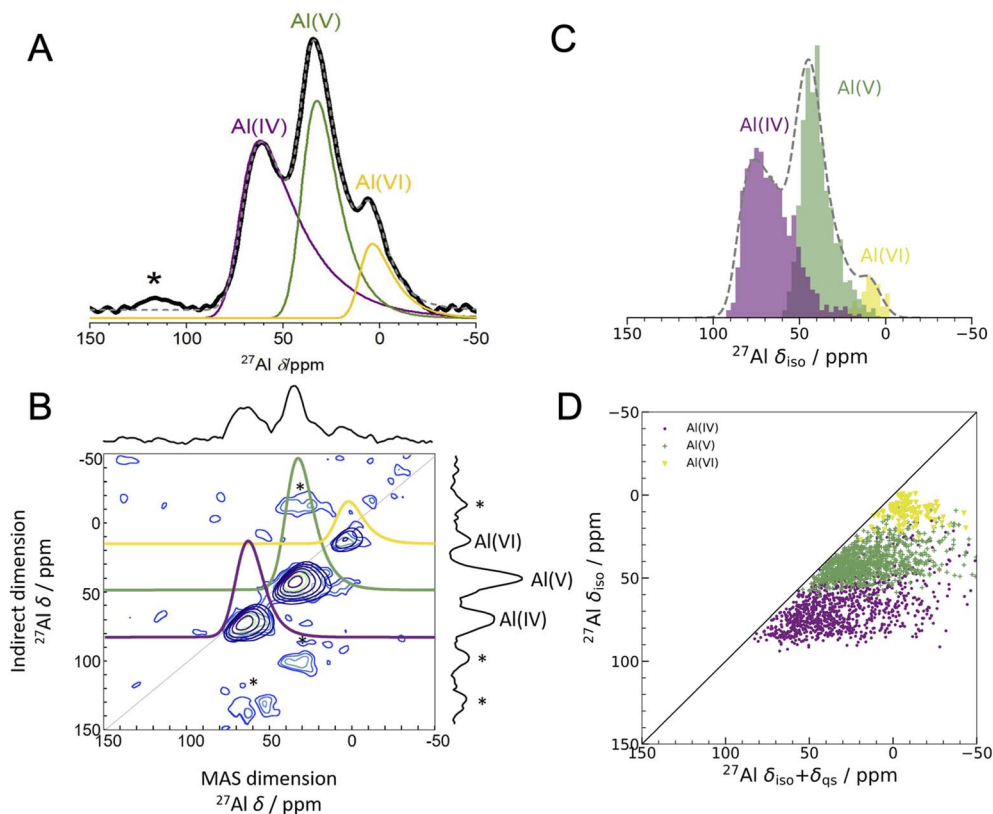 A
Al(V)
Al(IV)
Al(VI)
*
150 100 50 0 -50
27Al δ/ppm
C
Al(V)
Al(IV)
Al(VI)
150 100 50 0 −50
27Al δiso / ppm
B
-50
0
50
100
150
Indirect dimension
27Al δ / ppm
*
*
*
150 100 50 0 -50
MAS dimension
27Al δ / ppm
*
Al(VI)
Al(V)
Al(IV)
*
*
D
−50
0
50
100
150
27Al δiso / ppm
Al(IV)
Al(V)
Al(VI)
150 100 50 0 −50
27Al δiso+δqs / ppm